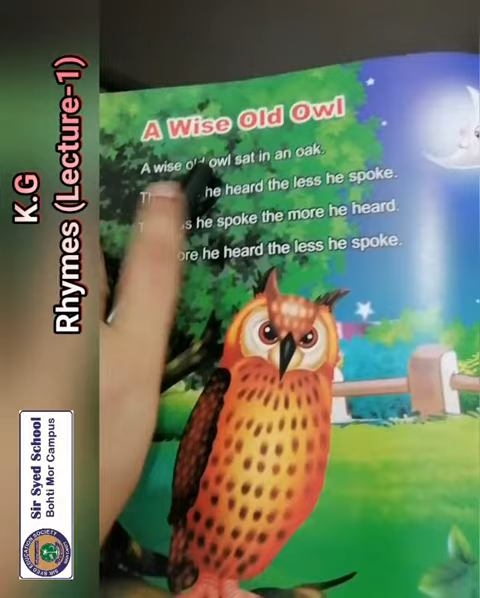 K.G
Rhymes (Lecture-1)
Sir Syed School
Bohti Mor Campus
A Wise Old Owl
A wise old owl sat in an oak.
he heard the less he spoke.
he spoke the more he heard.
he heard the less he spoke.